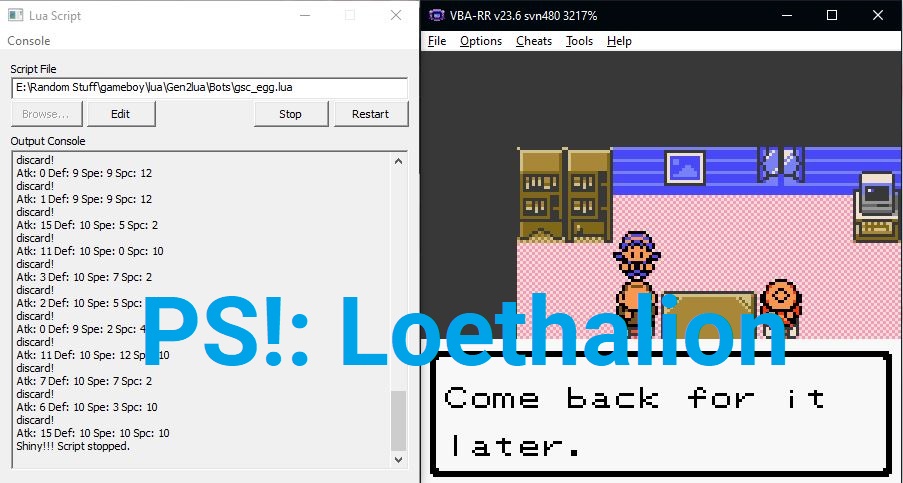 Lua Script
Console
Script File
E:\Random Stuff\gameboy\lua\Gen2lua\Bots\gsc_egg.lua
Browse...
Edit
Stop
Restart
Output Console
discard!
Atk: 0 Def: 9 Spe: 9 Spc: 12
discard!
Atk: 1 Def: 9 Spe: 9 Spc: 12
discard!
Atk: 15 Def: 10 Spe: 5 Spc: 2
discard!
Atk: 11 Def: 10 Spe: 0 Spc: 10
discard!
Atk: 3 Def: 10 Spe: 7 Spc: 2
discard!
Atk: 2 Def: 10 Spe: 5 Spc:
discard!
Atk: 0 Def: 9 Spe: 2 Spc: 4
discard!
Atk: 11 Def: 10 Spe: 12 Spc: 10
discard!
Atk: 7 Def: 10 Spe: 7 Spc: 2
discard!
Atk: 6 Def: 10 Spe: 3 Spc: 10
discard!
Atk: 15 Def: 10 Spe: 10 Spc: 10
Shiny!!! Script stopped.
VBA-RR v23.6 svn480 3217%
File Options Cheats Tools Help
PS!: Loethalion
Come back for it
later.